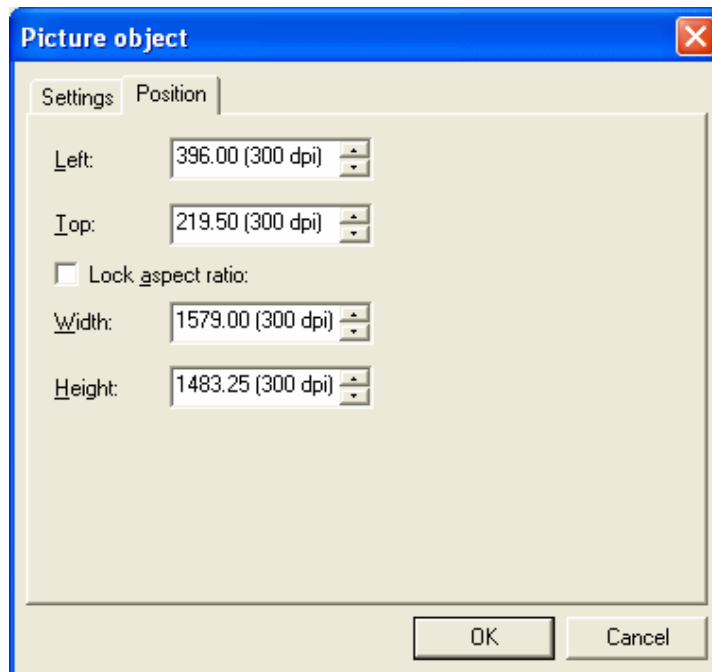 Picture object
Settings Position
Left: 396.00 (300 dpi)
Top: 219.50 (300 dpi)
Lock aspect ratio:
Width: 1579.00 (300 dpi)
Height: 1483.25 (300 dpi)
OK Cancel